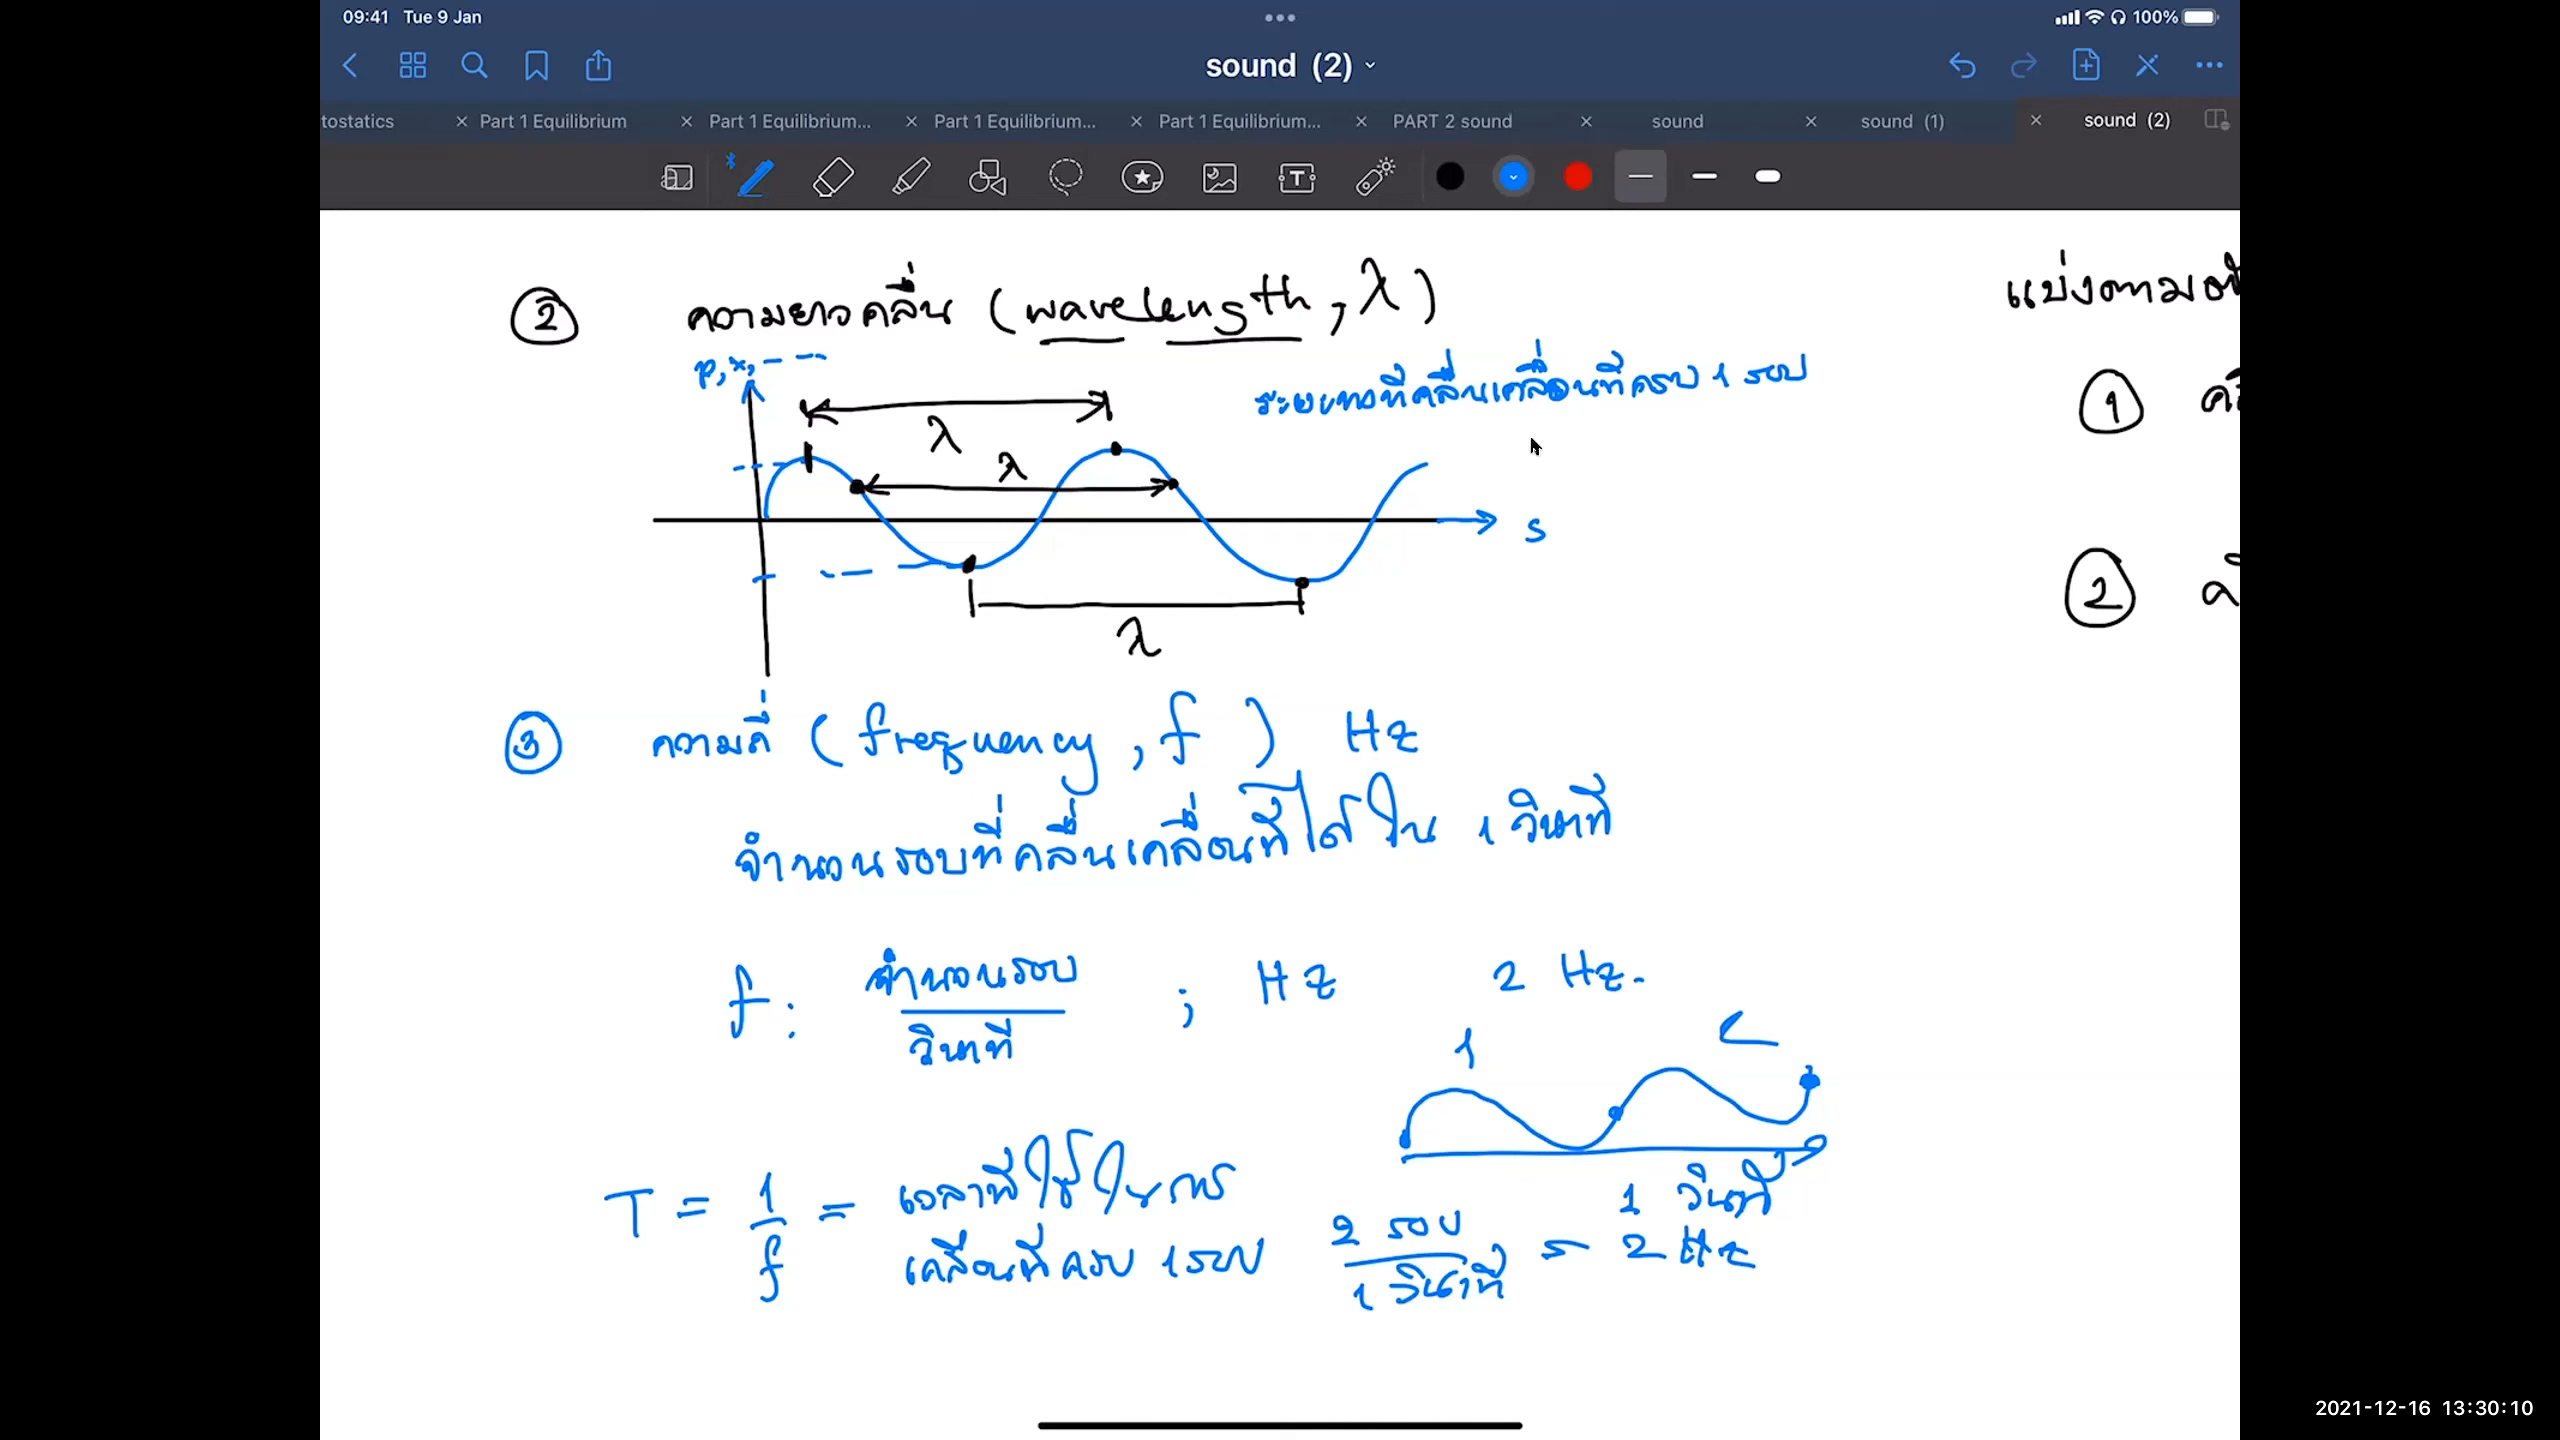 09:41 Tue 9 Jan
100%
sound (2)
tostatics
Part 1 Equilibrium
Part 1 Equilibrium...
Part 1 Equilibrium...
Part 1 Equilibrium...
PART 2 sound
sound
sound (1)
sound (2)
② ความยาวคลื่น (wavelength, λ)
p, x,
ระยะทางที่คลื่นเคลื่อนที่ครบ 1 รอบ
λ
λ
s
λ
③ ความถี่ (frequency, f) Hz
จำนวนรอบที่คลื่นเคลื่อนที่ได้ใน 1 วินาที
f : จำนวนรอบ / วินาที ; Hz
2 Hz.
1
1 วินาที
T = 1/f = เวลาที่ใช้ในการ
เคลื่อนที่ครบ 1 รอบ
2 รอบ / 1 วินาที = 2 Hz
①
②
2021-12-16 13:30:10